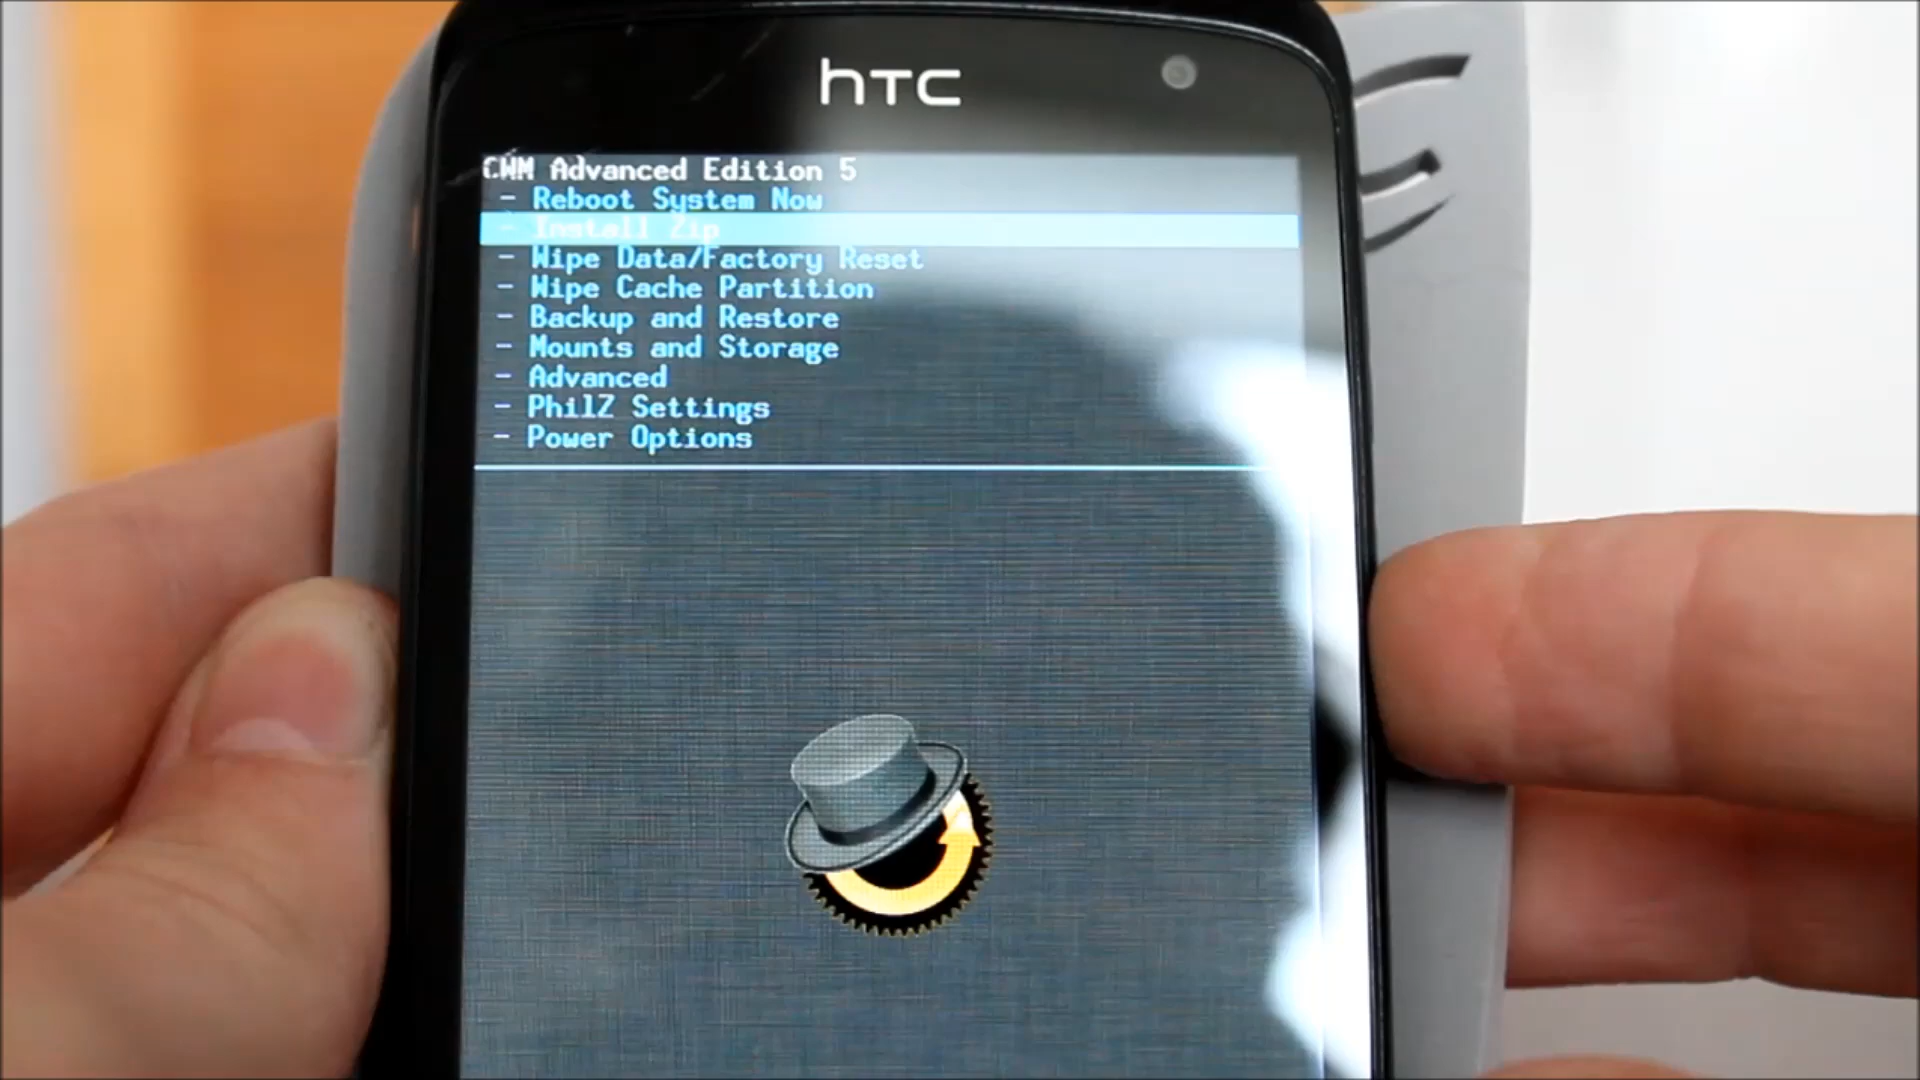 hTC
CWM Advanced Edition 5
- Reboot System Now
- Install Zip
- Wipe Data/Factory Reset
- Wipe Cache Partition
- Backup and Restore
- Mounts and Storage
- Advanced
- PhilZ Settings
- Power Options